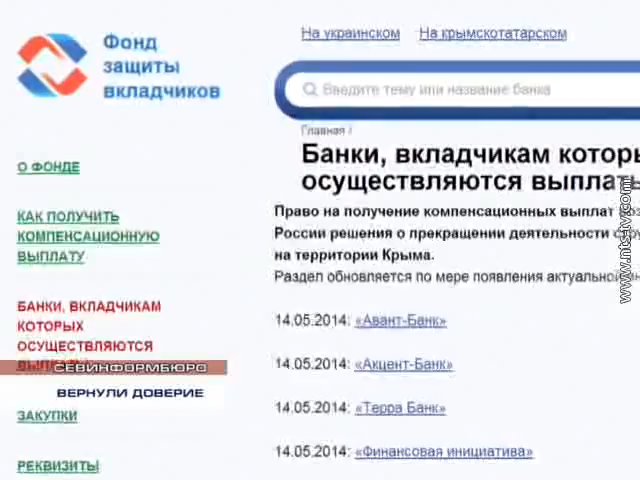 Фонд
защиты
вкладчиков
На украинском На крымскотатарском
Введите тему или название банка
Главная /
Банки, вкладчикам котор
осуществляются выплаты
Право на получение компенсационных выплат
России решения о прекращении деятельности
на территории Крыма.
Раздел обновляется по мере появления актуальной
14.05.2014: «Авант-Банк»
14.05.2014: «Акцент-Банк»
14.05.2014: «Терра Банк»
14.05.2014: «Финансовая инициатива»
О ФОНДЕ
КАК ПОЛУЧИТЬ
КОМПЕНСАЦИОННУЮ
ВЫПЛАТУ
БАНКИ, ВКЛАДЧИКАМ
КОТОРЫХ
ОСУЩЕСТВЛЯЮТСЯ
СЕВИНФОРМБЮРО
ВЕРНУЛИ ДОВЕРИЕ
ЗАКУПКИ
РЕКВИЗИТЫ
www.nts-tv.com